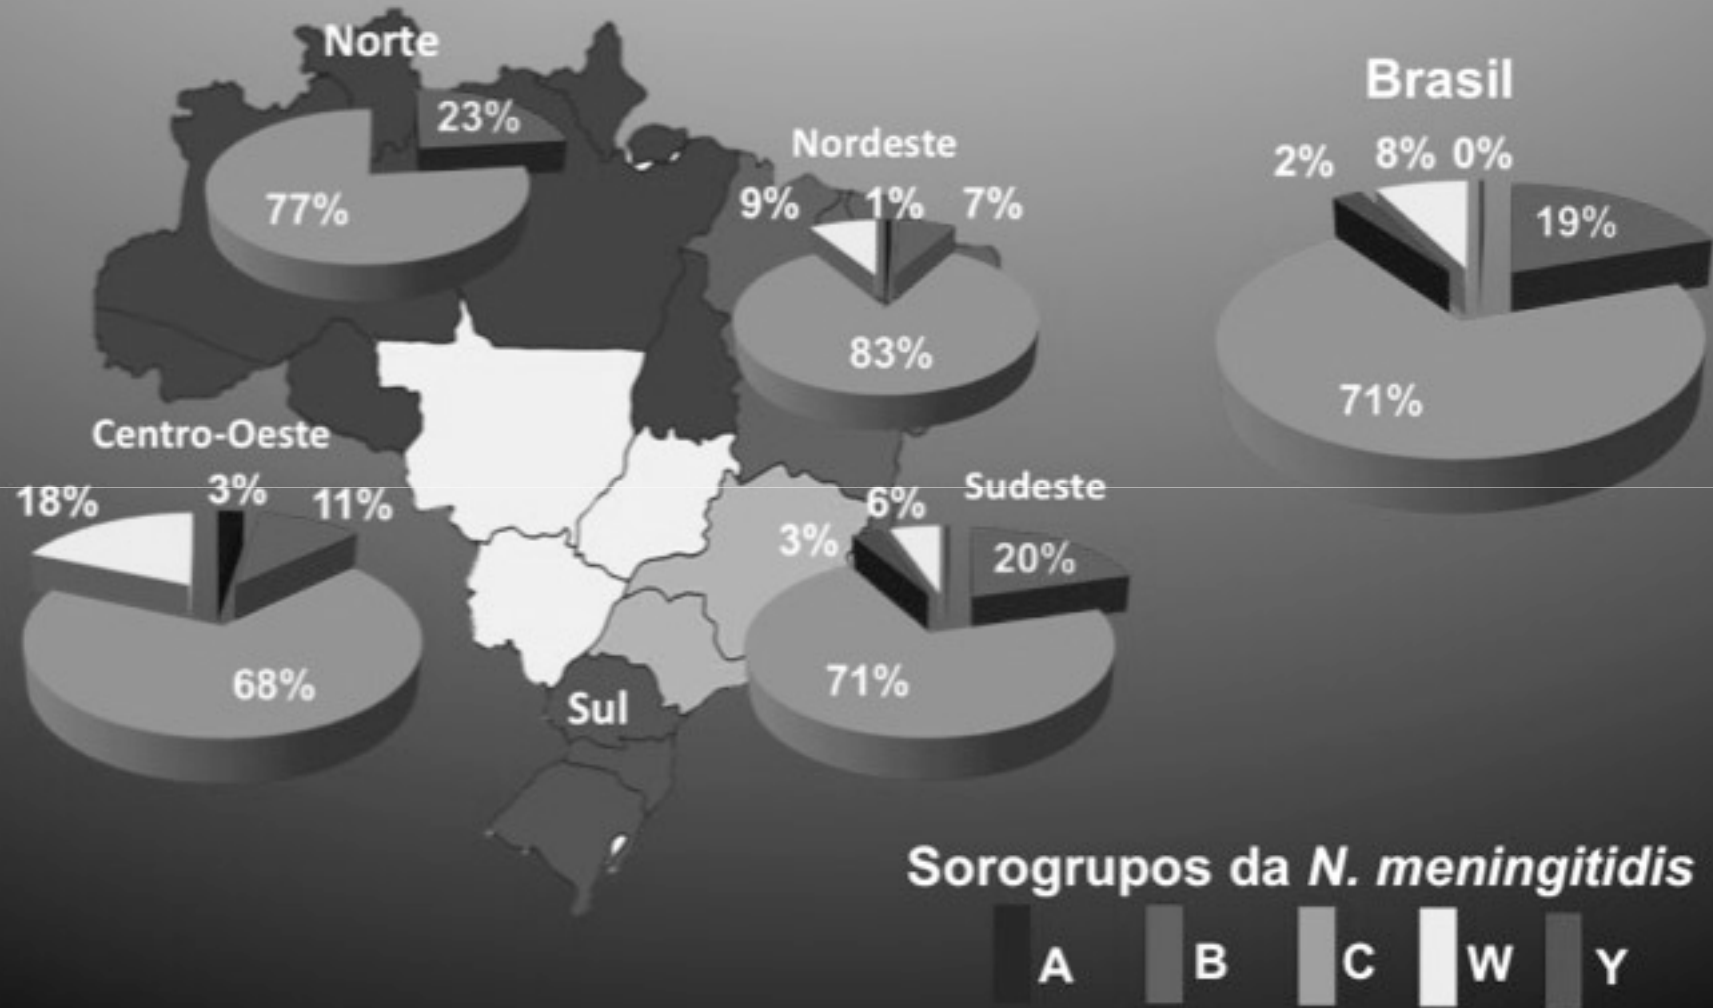 Norte
23%
77%
Nordeste
9% 1% 7%
83%
Brasil
2% 8% 0%
19%
71%
Centro-Oeste
18% 3% 11%
68%
Sudeste
6%
3%
20%
71%
Sul
Sorogrupos da N. meningitidis
A B C W Y